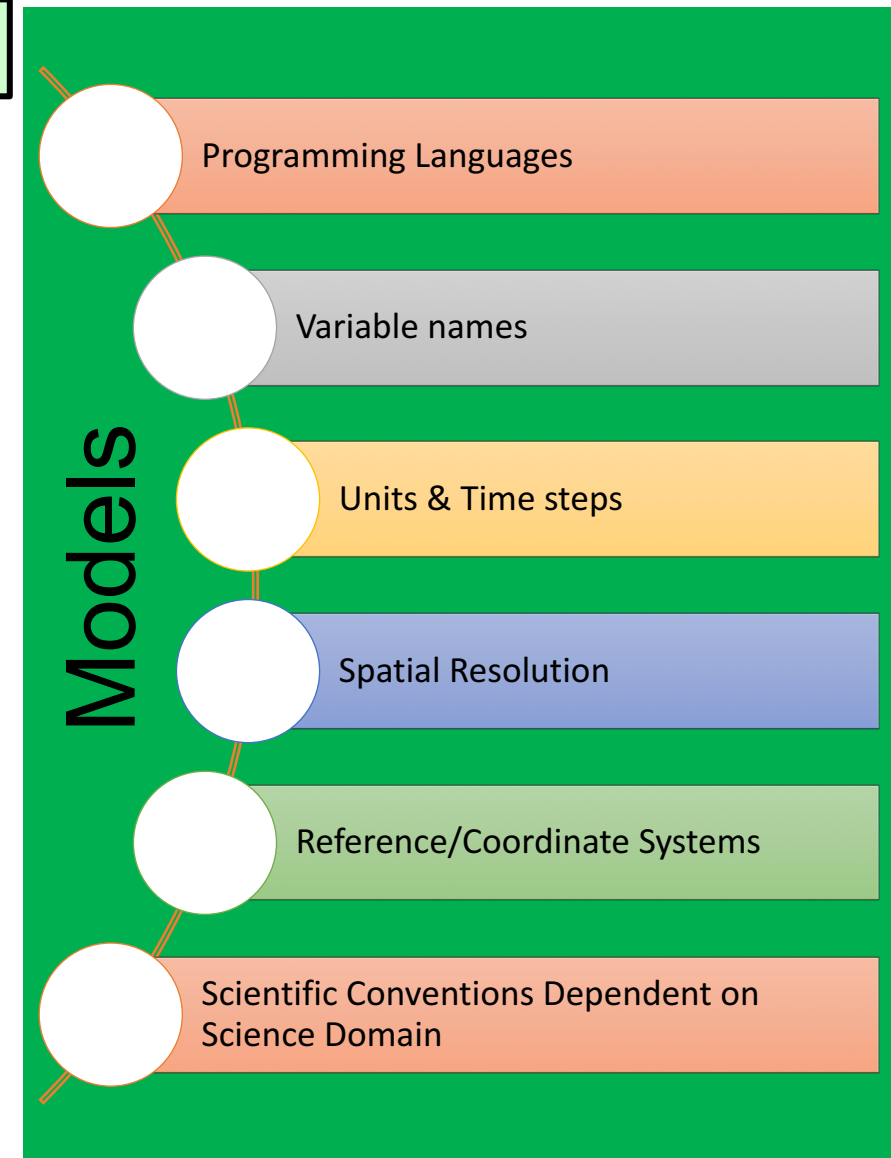 Programming Languages
Variable names
Units & Time steps
Models
Spatial Resolution
Reference/Coordinate Systems
Scientific Conventions Dependent on
Science Domain